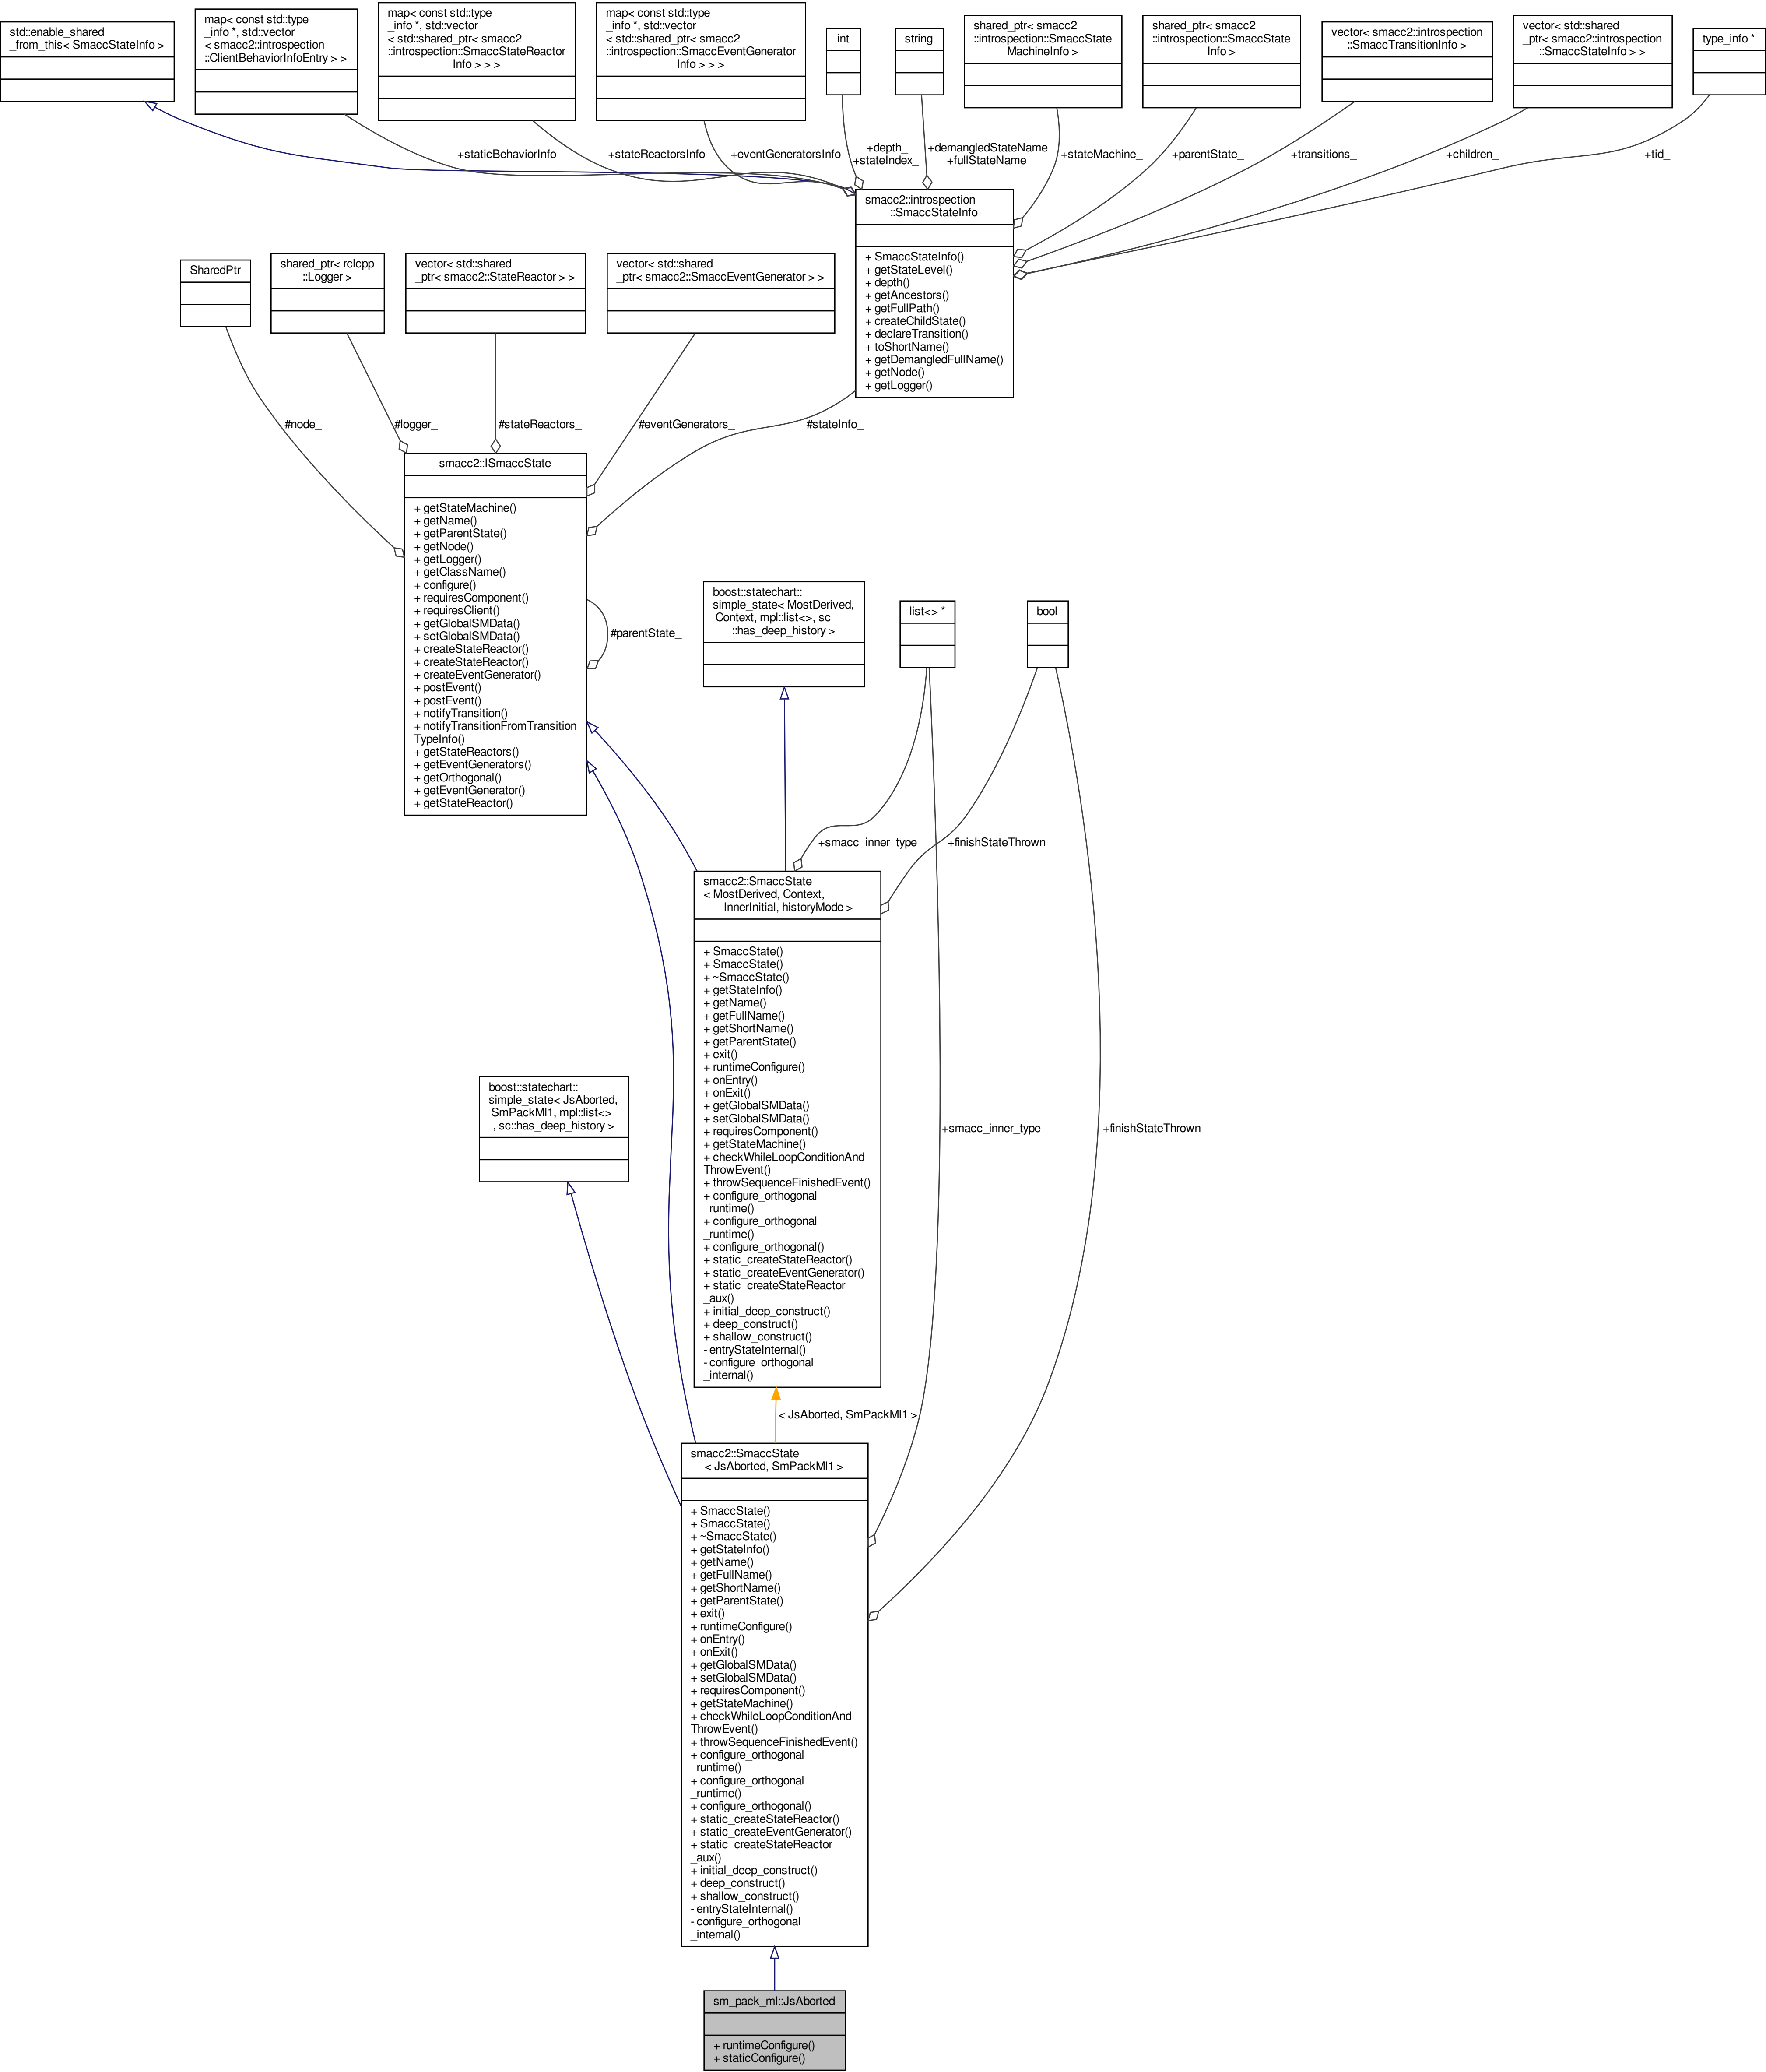 std::enable_shared
_from_this< SmaccStateInfo >
map< const std::type
_info *, std::vector
< smacc2::introspection
::ClientBehaviorInfoEntry > >
map< const std::type
_info *, std::vector
< std::shared_ptr< smacc2
::introspection::SmaccStateReactor
Info > > >
map< const std::type
_info *, std::vector
< std::shared_ptr< smacc2
::introspection::SmaccEventGenerator
Info > > >
int
string
shared_ptr< smacc2
::introspection::SmaccState
MachineInfo >
shared_ptr< smacc2
::introspection::SmaccState
Info >
vector< smacc2::introspection
::SmaccTransitionInfo >
vector< std::shared
_ptr< smacc2::introspection
::SmaccStateInfo > >
type_info *
+staticBehaviorInfo
+stateReactorsInfo
+eventGeneratorsInfo
+depth_
+stateIndex_
+demangledStateName
+fullStateName
+stateMachine_
+parentState_
+transitions_
+children_
+tid_
smacc2::introspection
::SmaccStateInfo
+ SmaccStateInfo()
+ getStateLevel()
+ depth()
+ getAncestors()
+ getFullPath()
+ createChildState()
+ declareTransition()
+ toShortName()
+ getDemangledFullName()
+ getNode()
+ getLogger()
SharedPtr
shared_ptr< rclcpp
::Logger >
vector< std::shared
_ptr< smacc2::StateReactor > >
vector< std::shared
_ptr< smacc2::SmaccEventGenerator > >
#node_
#logger_
#stateReactors_
#eventGenerators_
#stateInfo_
smacc2::ISmaccState
+ getStateMachine()
+ getName()
+ getParentState()
+ getNode()
+ getLogger()
+ getClassName()
+ configure()
+ requiresComponent()
+ requiresClient()
+ getGlobalSMData()
+ setGlobalSMData()
+ createStateReactor()
+ createStateReactor()
+ createEventGenerator()
+ postEvent()
+ postEvent()
+ notifyTransition()
+ notifyTransitionFromTransition
TypeInfo()
+ getStateReactors()
+ getEventGenerators()
+ getOrthogonal()
+ getEventGenerator()
+ getStateReactor()
#parentState_
boost::statechart::
simple_state< MostDerived,
Context, mpl::list<>, sc
::has_deep_history >
list<> *
bool
+smacc_inner_type
+finishStateThrown
smacc2::SmaccState
< MostDerived, Context,
InnerInitial, historyMode >
+ SmaccState()
+ SmaccState()
+ ~SmaccState()
+ getStateInfo()
+ getName()
+ getFullName()
+ getShortName()
+ getParentState()
+ exit()
+ runtimeConfigure()
+ onEntry()
+ onExit()
+ getGlobalSMData()
+ setGlobalSMData()
+ requiresComponent()
+ getStateMachine()
+ checkWhileLoopConditionAnd
ThrowEvent()
+ throwSequenceFinishedEvent()
+ configure_orthogonal
_runtime()
+ configure_orthogonal
_runtime()
+ configure_orthogonal()
+ static_createStateReactor()
+ static_createEventGenerator()
+ static_createStateReactor
_aux()
+ initial_deep_construct()
+ deep_construct()
+ shallow_construct()
- entryStateInternal()
- configure_orthogonal
_internal()
boost::statechart::
simple_state< JsAborted,
SmPackMl1, mpl::list<>
, sc::has_deep_history >
+smacc_inner_type
+finishStateThrown
< JsAborted, SmPackMl1 >
smacc2::SmaccState
< JsAborted, SmPackMl1 >
+ SmaccState()
+ SmaccState()
+ ~SmaccState()
+ getStateInfo()
+ getName()
+ getFullName()
+ getShortName()
+ getParentState()
+ exit()
+ runtimeConfigure()
+ onEntry()
+ onExit()
+ getGlobalSMData()
+ setGlobalSMData()
+ requiresComponent()
+ getStateMachine()
+ checkWhileLoopConditionAnd
ThrowEvent()
+ throwSequenceFinishedEvent()
+ configure_orthogonal
_runtime()
+ configure_orthogonal
_runtime()
+ configure_orthogonal()
+ static_createStateReactor()
+ static_createEventGenerator()
+ static_createStateReactor
_aux()
+ initial_deep_construct()
+ deep_construct()
+ shallow_construct()
- entryStateInternal()
- configure_orthogonal
_internal()
sm_pack_ml::JsAborted
+ runtimeConfigure()
+ staticConfigure()